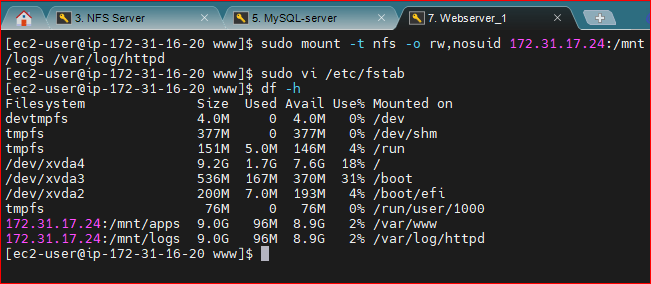 3. NFS Server
5. MySQL-server
7. Webserver_1
[ec2-user@ip-172-31-16-20 www]$ sudo mount -t nfs -o rw,nosuid 172.31.17.24:/mnt
/logs /var/log/httpd
[ec2-user@ip-172-31-16-20 www]$ sudo vi /etc/fstab
[ec2-user@ip-172-31-16-20 www]$ df -h
Filesystem Size Used Avail Use% Mounted on
devtmpfs 4.0M 0 4.0M 0% /dev
tmpfs 377M 0 377M 0% /dev/shm
tmpfs 151M 5.0M 146M 4% /run
/dev/xvda4 9.2G 1.7G 7.6G 18% /
/dev/xvda3 536M 167M 370M 31% /boot
/dev/xvda2 200M 7.0M 193M 4% /boot/efi
tmpfs 76M 0 76M 0% /run/user/1000
172.31.17.24:/mnt/apps 9.0G 96M 8.9G 2% /var/www
172.31.17.24:/mnt/logs 9.0G 96M 8.9G 2% /var/log/httpd
[ec2-user@ip-172-31-16-20 www]$